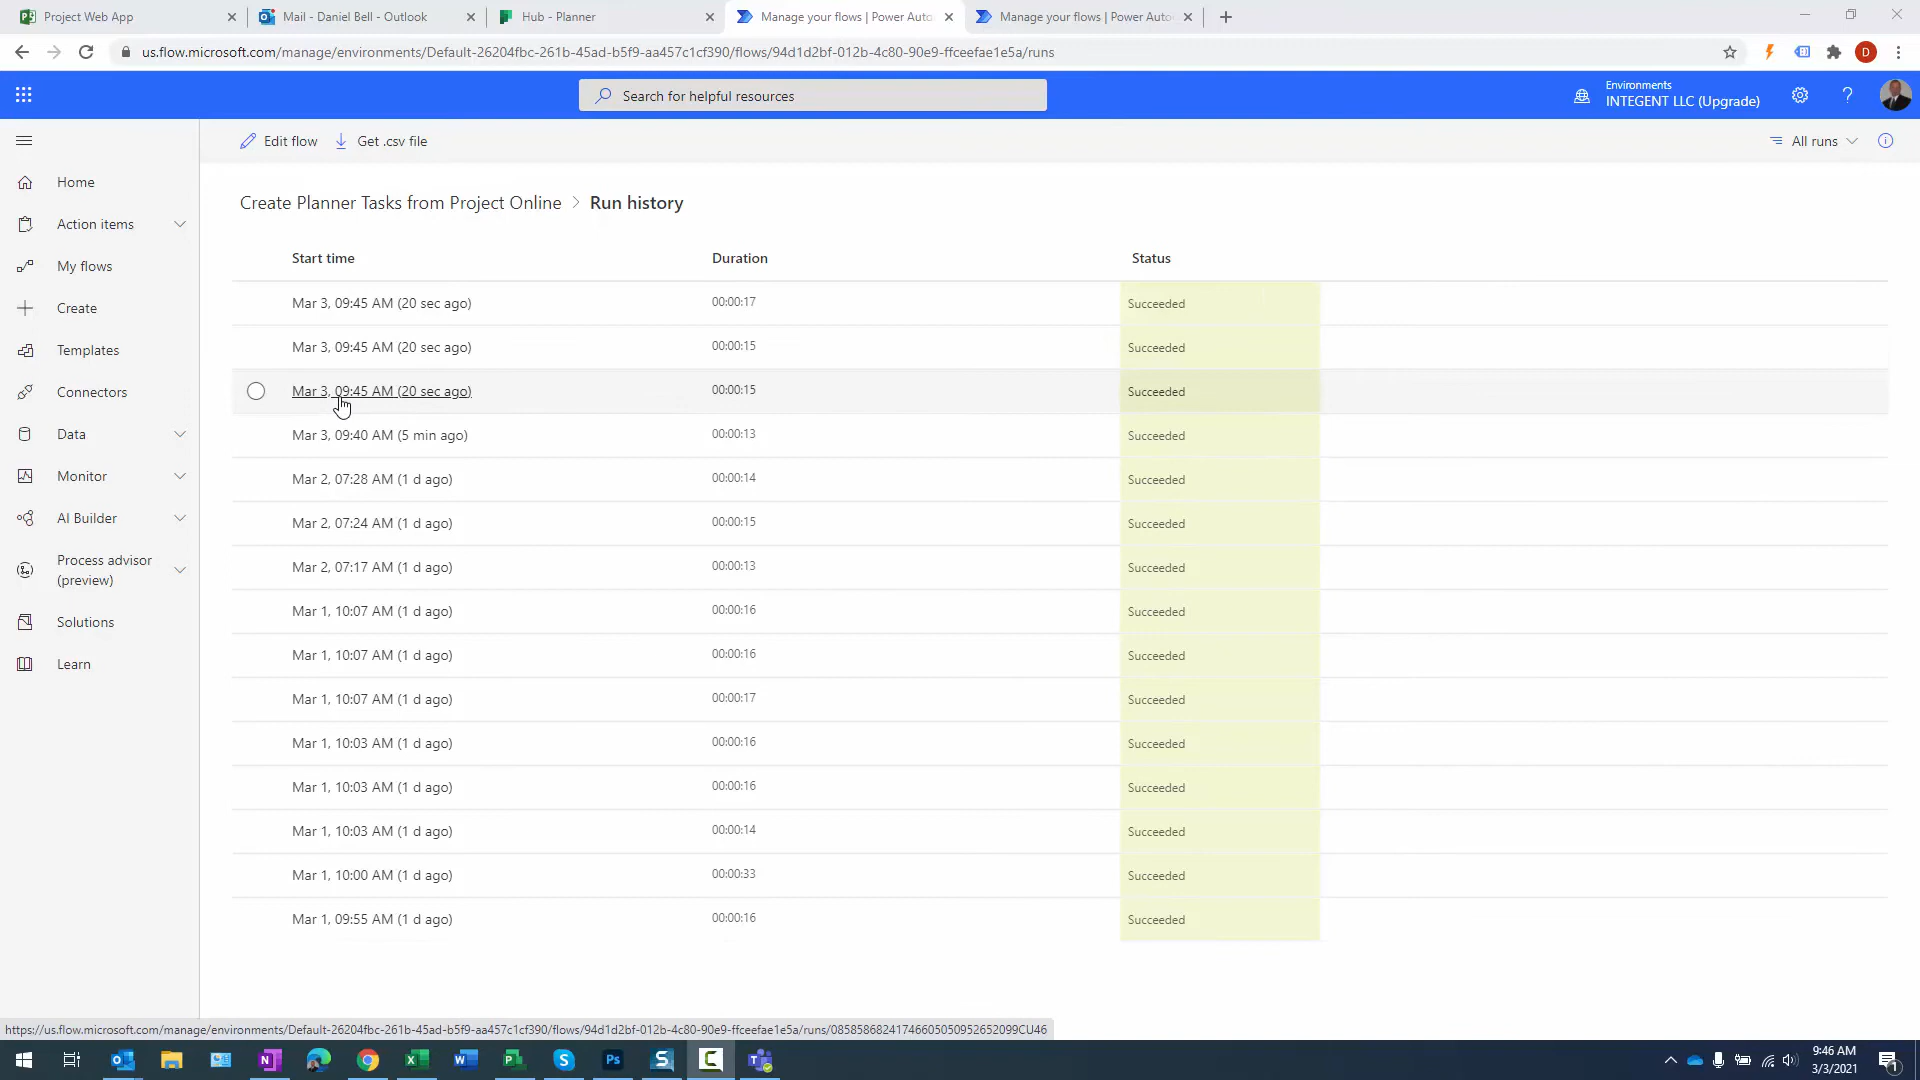 Project Web App
Mail - Daniel Bell - Outlook
Hub - Planner
Manage your flows | Power Auto
Manage your flows | Power Auto
us.flow.microsoft.com/manage/environments/Default-26204fbc-261b-45ad-b5f9-aa457c1cf390/flows/94d1d2bf-012b-4c80-90e9-ffceefae1e5a/runs
D
Search for helpful resources
Environments
INTEGENT LLC (Upgrade)
?
Edit flow
Get .csv file
All runs
Home
Action items
My flows
Create
Templates
Connectors
Data
Monitor
AI Builder
Process advisor
(preview)
Solutions
Learn
Create Planner Tasks from Project Online > Run history
Start time Duration Status
Mar 3, 09:45 AM (20 sec ago) 00:00:17 Succeeded
Mar 3, 09:45 AM (20 sec ago) 00:00:15 Succeeded
Mar 3, 09:45 AM (20 sec ago) 00:00:15 Succeeded
Mar 3, 09:40 AM (5 min ago) 00:00:13 Succeeded
Mar 2, 07:28 AM (1 d ago) 00:00:14 Succeeded
Mar 2, 07:24 AM (1 d ago) 00:00:15 Succeeded
Mar 2, 07:17 AM (1 d ago) 00:00:13 Succeeded
Mar 1, 10:07 AM (1 d ago) 00:00:16 Succeeded
Mar 1, 10:07 AM (1 d ago) 00:00:16 Succeeded
Mar 1, 10:07 AM (1 d ago) 00:00:17 Succeeded
Mar 1, 10:03 AM (1 d ago) 00:00:16 Succeeded
Mar 1, 10:03 AM (1 d ago) 00:00:16 Succeeded
Mar 1, 10:03 AM (1 d ago) 00:00:14 Succeeded
Mar 1, 10:00 AM (1 d ago) 00:00:33 Succeeded
Mar 1, 09:55 AM (1 d ago) 00:00:16 Succeeded
https://us.flow.microsoft.com/manage/environments/Default-26204fbc-261b-45ad-b5f9-aa457c1cf390/flows/94d1d2bf-012b-4c80-90e9-ffceefae1e5a/runs/08585868241746605050952652099CU46
9:46 AM
3/3/2021
1